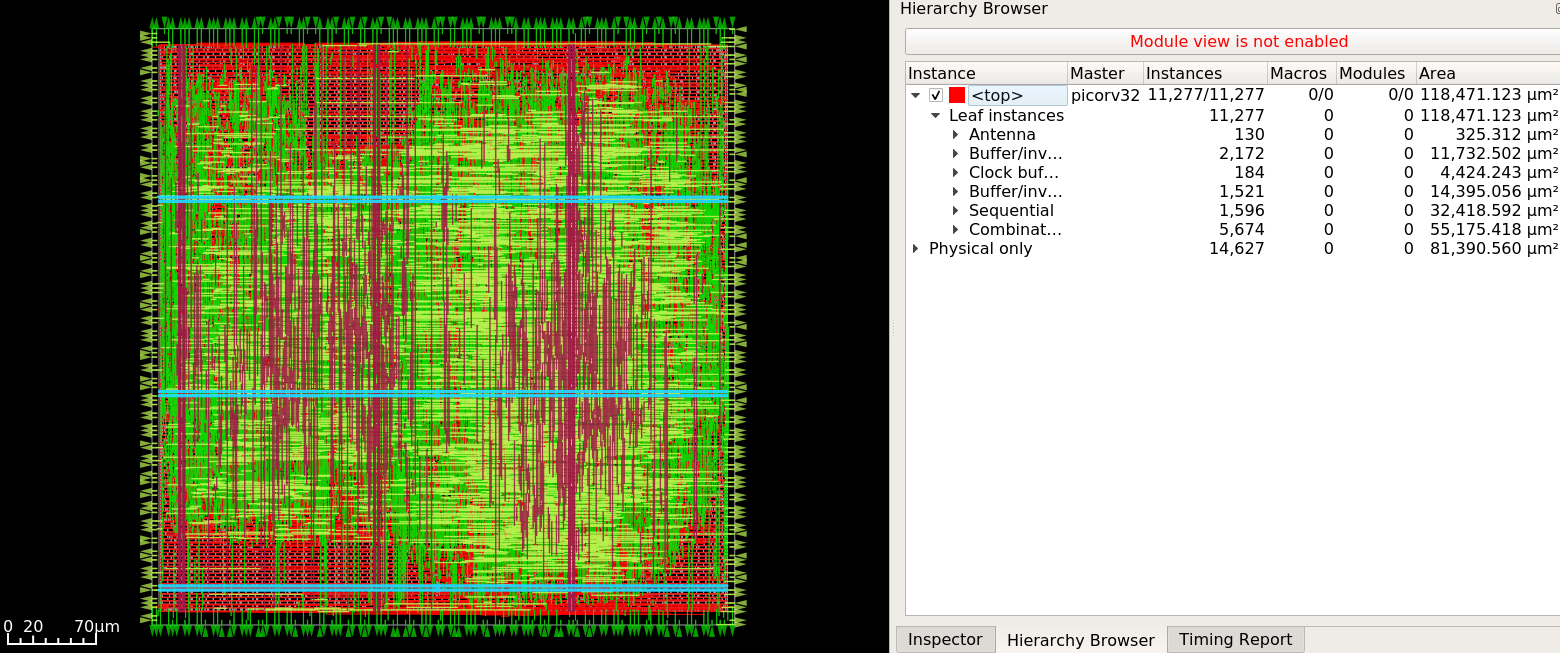 Hierarchy Browser
Module view is not enabled
Instance Master Instances Macros Modules Area
<top> picorv32 11,277/11,277 0/0 0/0 118,471.123 µm²
Leaf instances 11,277 0 0 118,471.123 µm²
Antenna 130 0 0 325.312 µm²
Buffer/inv... 2,172 0 0 11,732.502 µm²
Clock buf... 184 0 0 4,424.243 µm²
Buffer/inv... 1,521 0 0 14,395.056 µm²
Sequential 1,596 0 0 32,418.592 µm²
Combinat... 5,674 0 0 55,175.418 µm²
Physical only 14,627 0 0 81,390.560 µm²
0 20 70µm
Inspector Hierarchy Browser Timing Report